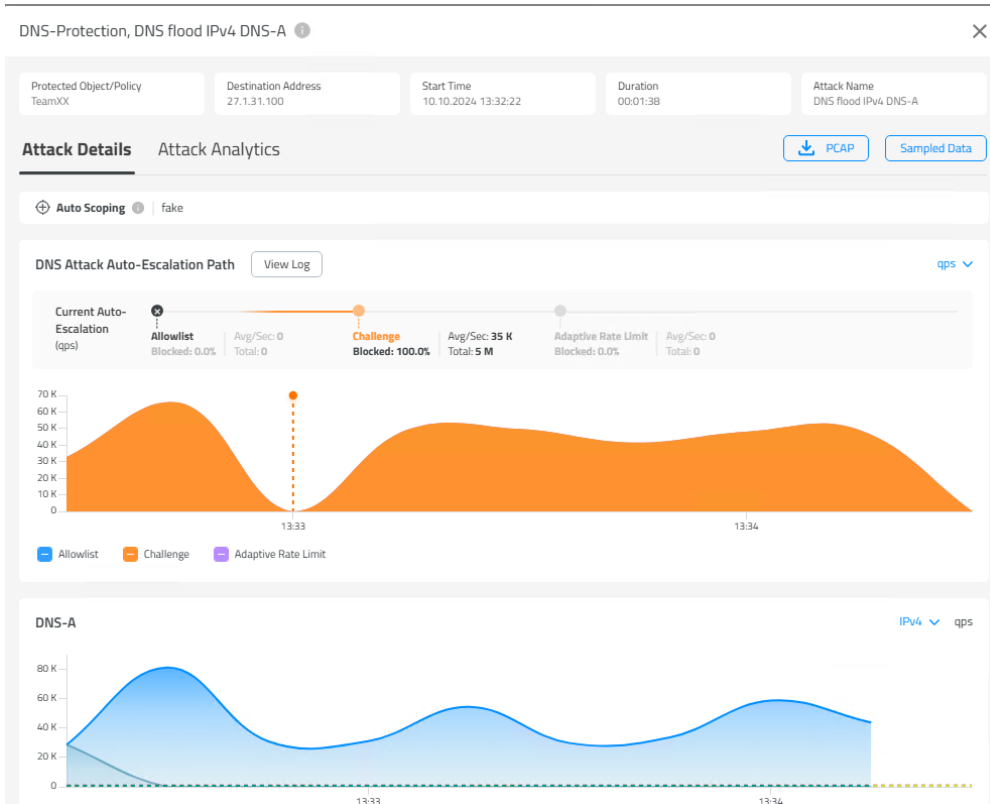 DNS-Protection, DNS flood IPv4 DNS-A
Protected Object/Policy
TeamXX
Destination Address
27.1.31.100
Start Time
10.10.2024 13:32:22
Duration
00:01:38
Attack Name
DNS flood IPv4 DNS-A
Attack Details
Attack Analytics
PCAP
Sampled Data
Auto Scoping
fake
DNS Attack Auto-Escalation Path
View Log
qps
Current Auto-
Escalation
(qps)
Allowlist
Blocked: 0.0%
Avg/Sec: 0
Total: 0
Challenge
Blocked: 100.0%
Avg/Sec: 35 K
Total: 5 M
Adaptive Rate Limit
Blocked: 0.0%
Avg/Sec: 0
Total: 0
70 K
60 K
50 K
40 K
30 K
20 K
10 K
0
13:33
13:34
Allowlist
Challenge
Adaptive Rate Limit
DNS-A
IPv4
qps
80 K
60 K
40 K
20 K
0
13:33
13:34